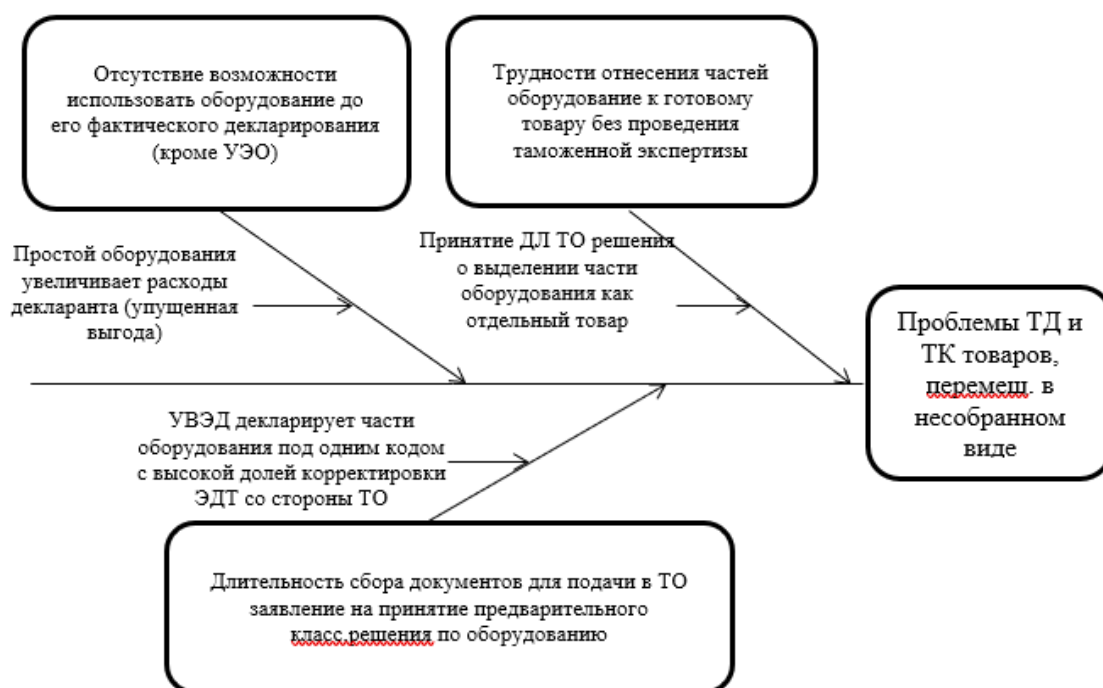 Отсутствие возможности
использовать оборудование до
его фактического декларирования
(кроме УЭО)
Трудности отнесения частей
оборудование к готовому
товару без проведения
таможенной экспертизы
Простой оборудования
увеличивает расходы
декларанта (упущенная
выгода)
Принятие ДЛ ТО решения
о выделении части
оборудования как
отдельный товар
Проблемы ТД и
ТК товаров,
перемещ. в
несобранном
виде
УВЭД декларирует части
оборудования под одним кодом
с высокой долей корректировки
ЭДТ со стороны ТО
Длительность сбора документов для подачи в ТО
заявление на принятие предварительного
класс.решения по оборудованию